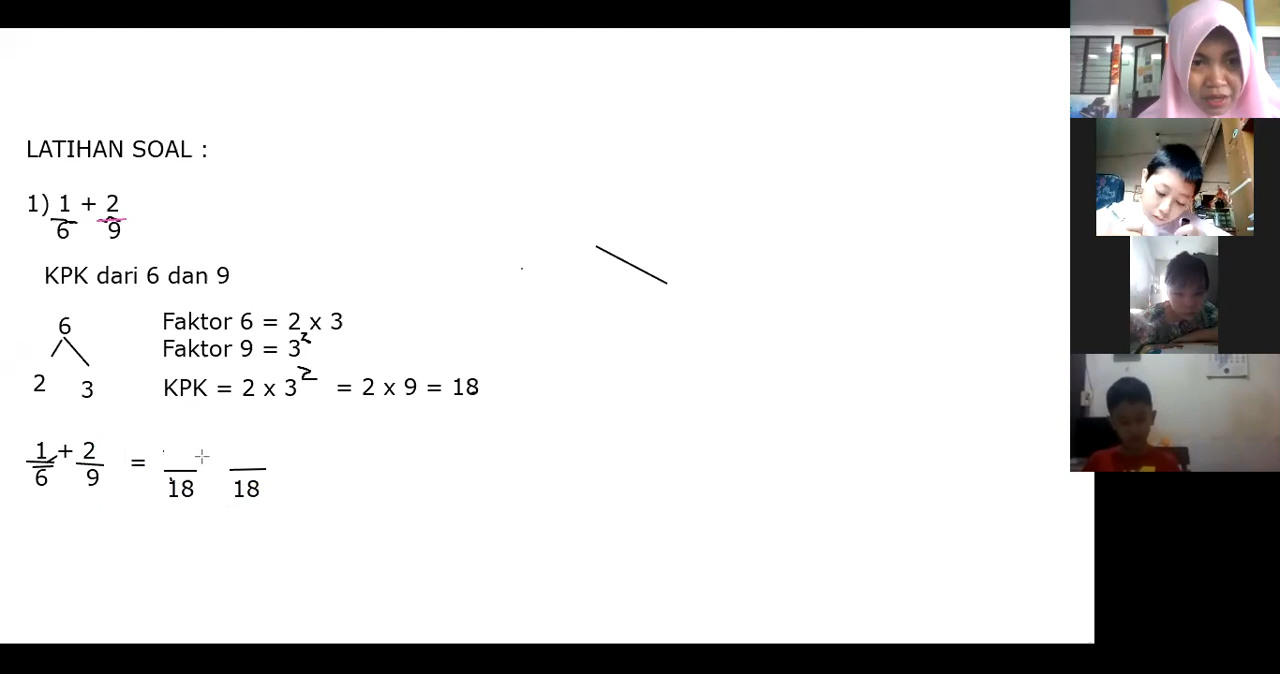 LATIHAN SOAL :
1) 1 + 2
6 9
KPK dari 6 dan 9
6
2 3
Faktor 6 = 2 x 3
Faktor 9 = 3²
KPK = 2 x 3² = 2 x 9 = 18
1 + 2 =
6 9 18 18